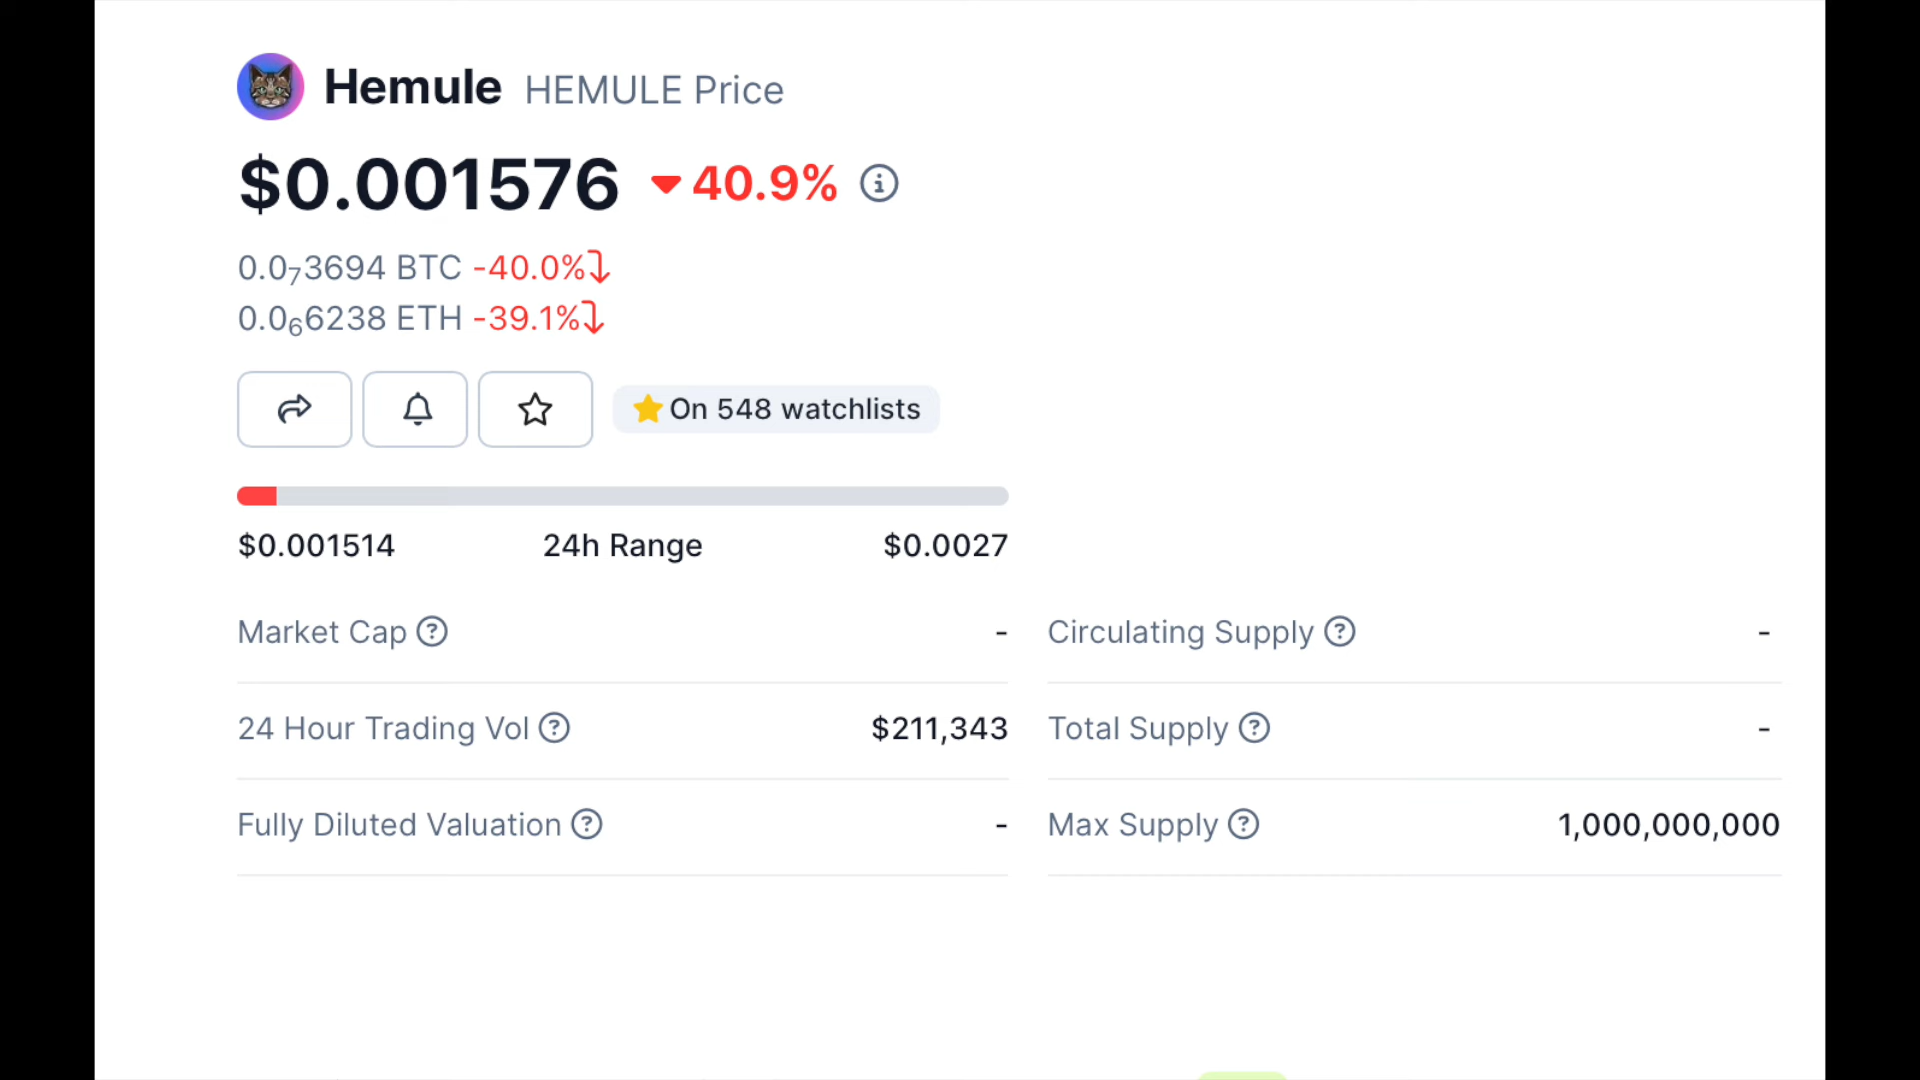 Hemule HEMULE Price
$0.001576 40.9%
0.0₇3694 BTC -40.0%
0.0₆6238 ETH -39.1%
On 548 watchlists
$0.001514 24h Range $0.0027
Market Cap - Circulating Supply -
24 Hour Trading Vol $211,343 Total Supply -
Fully Diluted Valuation - Max Supply 1,000,000,000